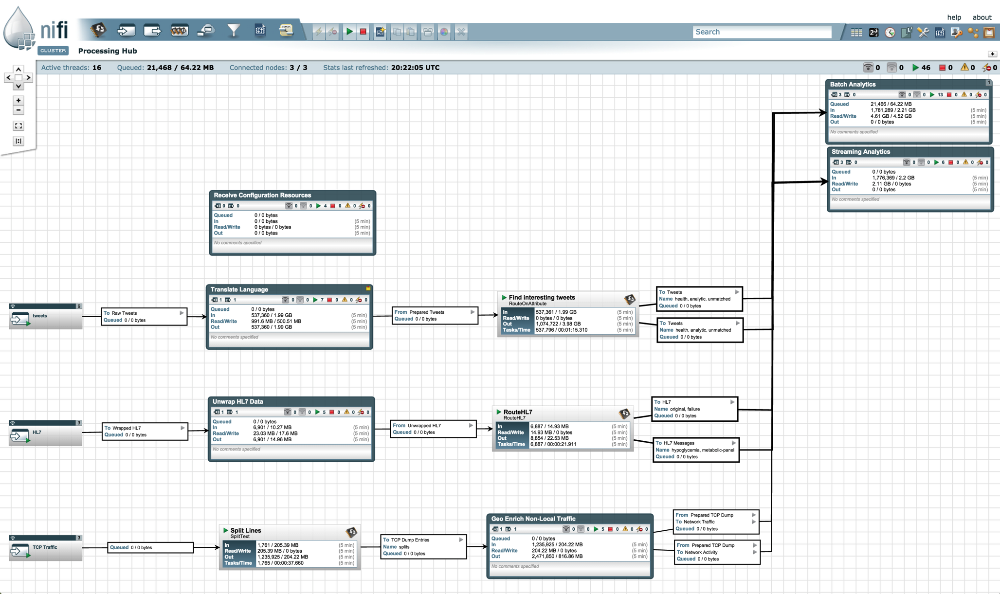 help about
nifi
Search
CLUSTER Processing Hub
Active threads: 16 Queued: 21,468 / 64.22 MB Connected nodes: 3 / 3 Stats last refreshed: 20:22:05 UTC
0 0 46 0 0 0
Batch Analytics 1
3 0 0 0 13 0 0 0
Queued 21,466 / 64.22 MB
In 1,781,289 / 2.21 GB (5 min)
Read/Write 4.61 GB / 4.52 GB (5 min)
Out 0 / 0 bytes (5 min)
No comments specified
Streaming Analytics
3 0 0 0 6 0 0 0
Queued 0 / 0 bytes
In 1,776,369 / 2.2 GB (5 min)
Read/Write 2.11 GB / 0 bytes (5 min)
Out 0 / 0 bytes (5 min)
No comments specified
Receive Configuration Resources
0 0 0 0 4 0 0 0
Queued 0 / 0 bytes
In 0 / 0 bytes (5 min)
Read/Write 0 bytes / 0 bytes (5 min)
Out 0 / 0 bytes (5 min)
No comments specified
9
tweets
To Raw Tweets
Queued 0 / 0 bytes
Translate Language
1 1 0 0 7 0 0 0
Queued 0 / 0 bytes
In 537,360 / 1.99 GB (5 min)
Read/Write 991.6 MB / 500.51 MB (5 min)
Out 537,360 / 1.99 GB (5 min)
No comments specified
From Prepared Tweets
Queued 0 / 0 bytes
Find interesting tweets
RouteOnAttribute
In 537,361 / 1.99 GB (5 min)
Read/Write 0 bytes / 0 bytes (5 min)
Out 1,074,722 / 3.98 GB (5 min)
Tasks/Time 537,796 / 00:01:15.310 (5 min)
To Tweets
Name health, analytic, unmatched
Queued 0 / 0 bytes
To Tweets
Name health, analytic, unmatched
Queued 0 / 0 bytes
3
HL7
To Wrapped HL7
Queued 0 / 0 bytes
Unwrap HL7 Data
1 1 0 0 5 0 0 0
Queued 0 / 0 bytes
In 6,901 / 10.27 MB (5 min)
Read/Write 23.03 MB / 17.6 MB (5 min)
Out 6,901 / 14.96 MB (5 min)
No comments specified
From Unwrapped HL7
Queued 0 / 0 bytes
RouteHL7
RouteHL7
In 6,887 / 14.93 MB (5 min)
Read/Write 14.93 MB / 0 bytes (5 min)
Out 8,854 / 22.53 MB (5 min)
Tasks/Time 6,887 / 00:00:21.911 (5 min)
To HL7
Name original, failure
Queued 0 / 0 bytes
To HL7 Messages
Name hypoglycemia, metabolic-panel
Queued 0 / 0 bytes
3
TCP Traffic
Queued 0 / 0 bytes
Split Lines
SplitText
In 1,761 / 205.39 MB (5 min)
Read/Write 205.39 MB / 0 bytes (5 min)
Out 1,235,925 / 204.22 MB (5 min)
Tasks/Time 1,765 / 00:00:37.660 (5 min)
To TCP Dump Entries
Name splits
Queued 0 / 0 bytes
Geo Enrich Non-Local Traffic
1 1 0 0 5 0 0 0
Queued 0 / 0 bytes
In 1,235,925 / 204.22 MB (5 min)
Read/Write 204.22 MB / 0 bytes (5 min)
Out 2,471,850 / 816.86 MB (5 min)
No comments specified
From Prepared TCP Dump
To Network Traffic
Queued 0 / 0 bytes
From Prepared TCP Dump
To Network Activity
Queued 0 / 0 bytes